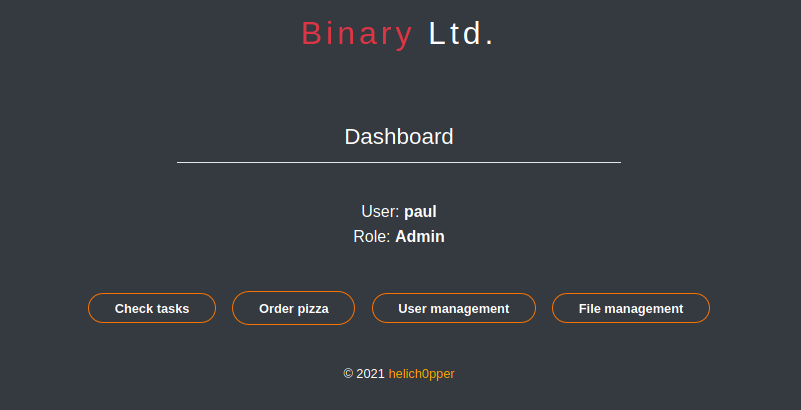 Binary Ltd.
Dashboard
User: paul
Role: Admin
Check tasks Order pizza User management File management
© 2021 helich0pper